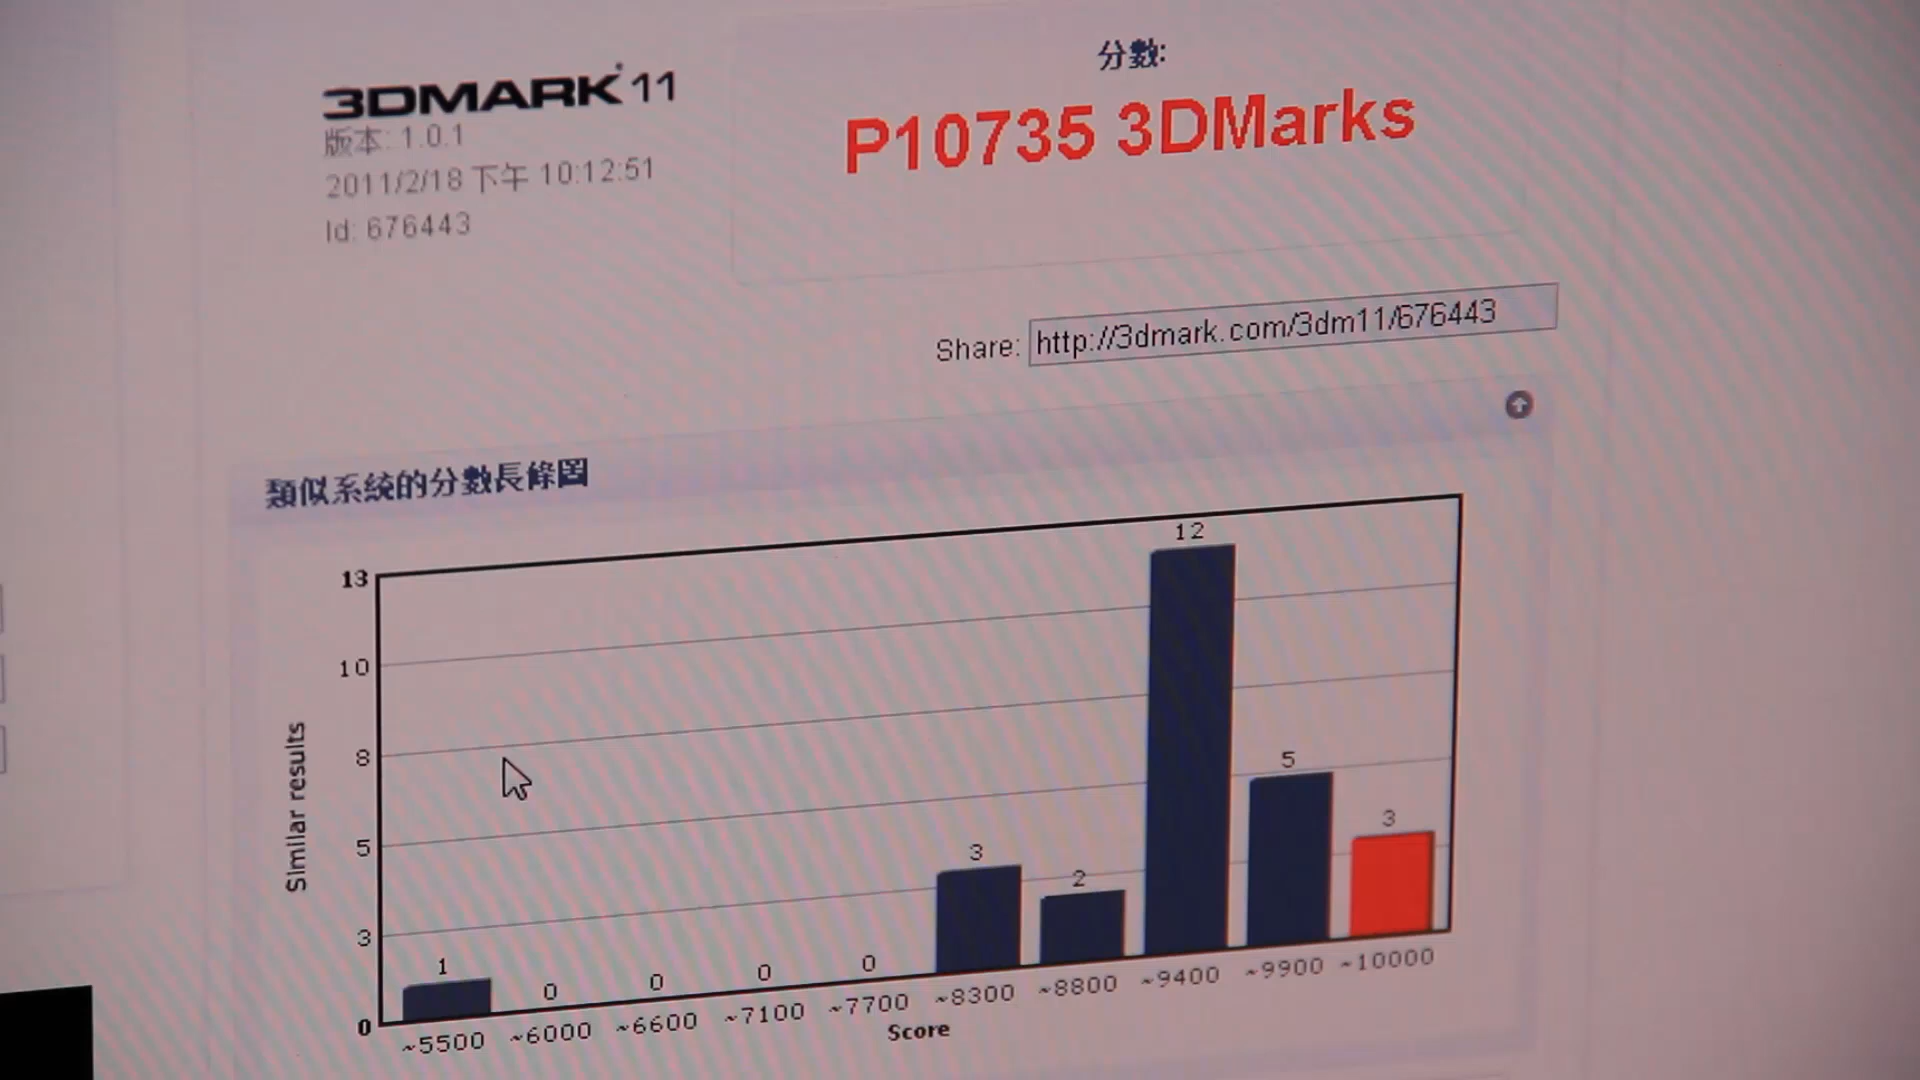 3DMARK® 11
版本: 1.0.1
2011/2/18 下午 10:12:51
Id: 676443
分數:
P10735 3DMarks
Share: http://3dmark.com/3dm11/676443
類似系統的分數長條圖
13
10
8
5
3
0
Similar results
1
0
0
0
0
3
2
12
5
3
~5500 ~6000 ~6600 ~7100 ~7700 ~8300 ~8800 ~9400 ~9900 ~10000
Score